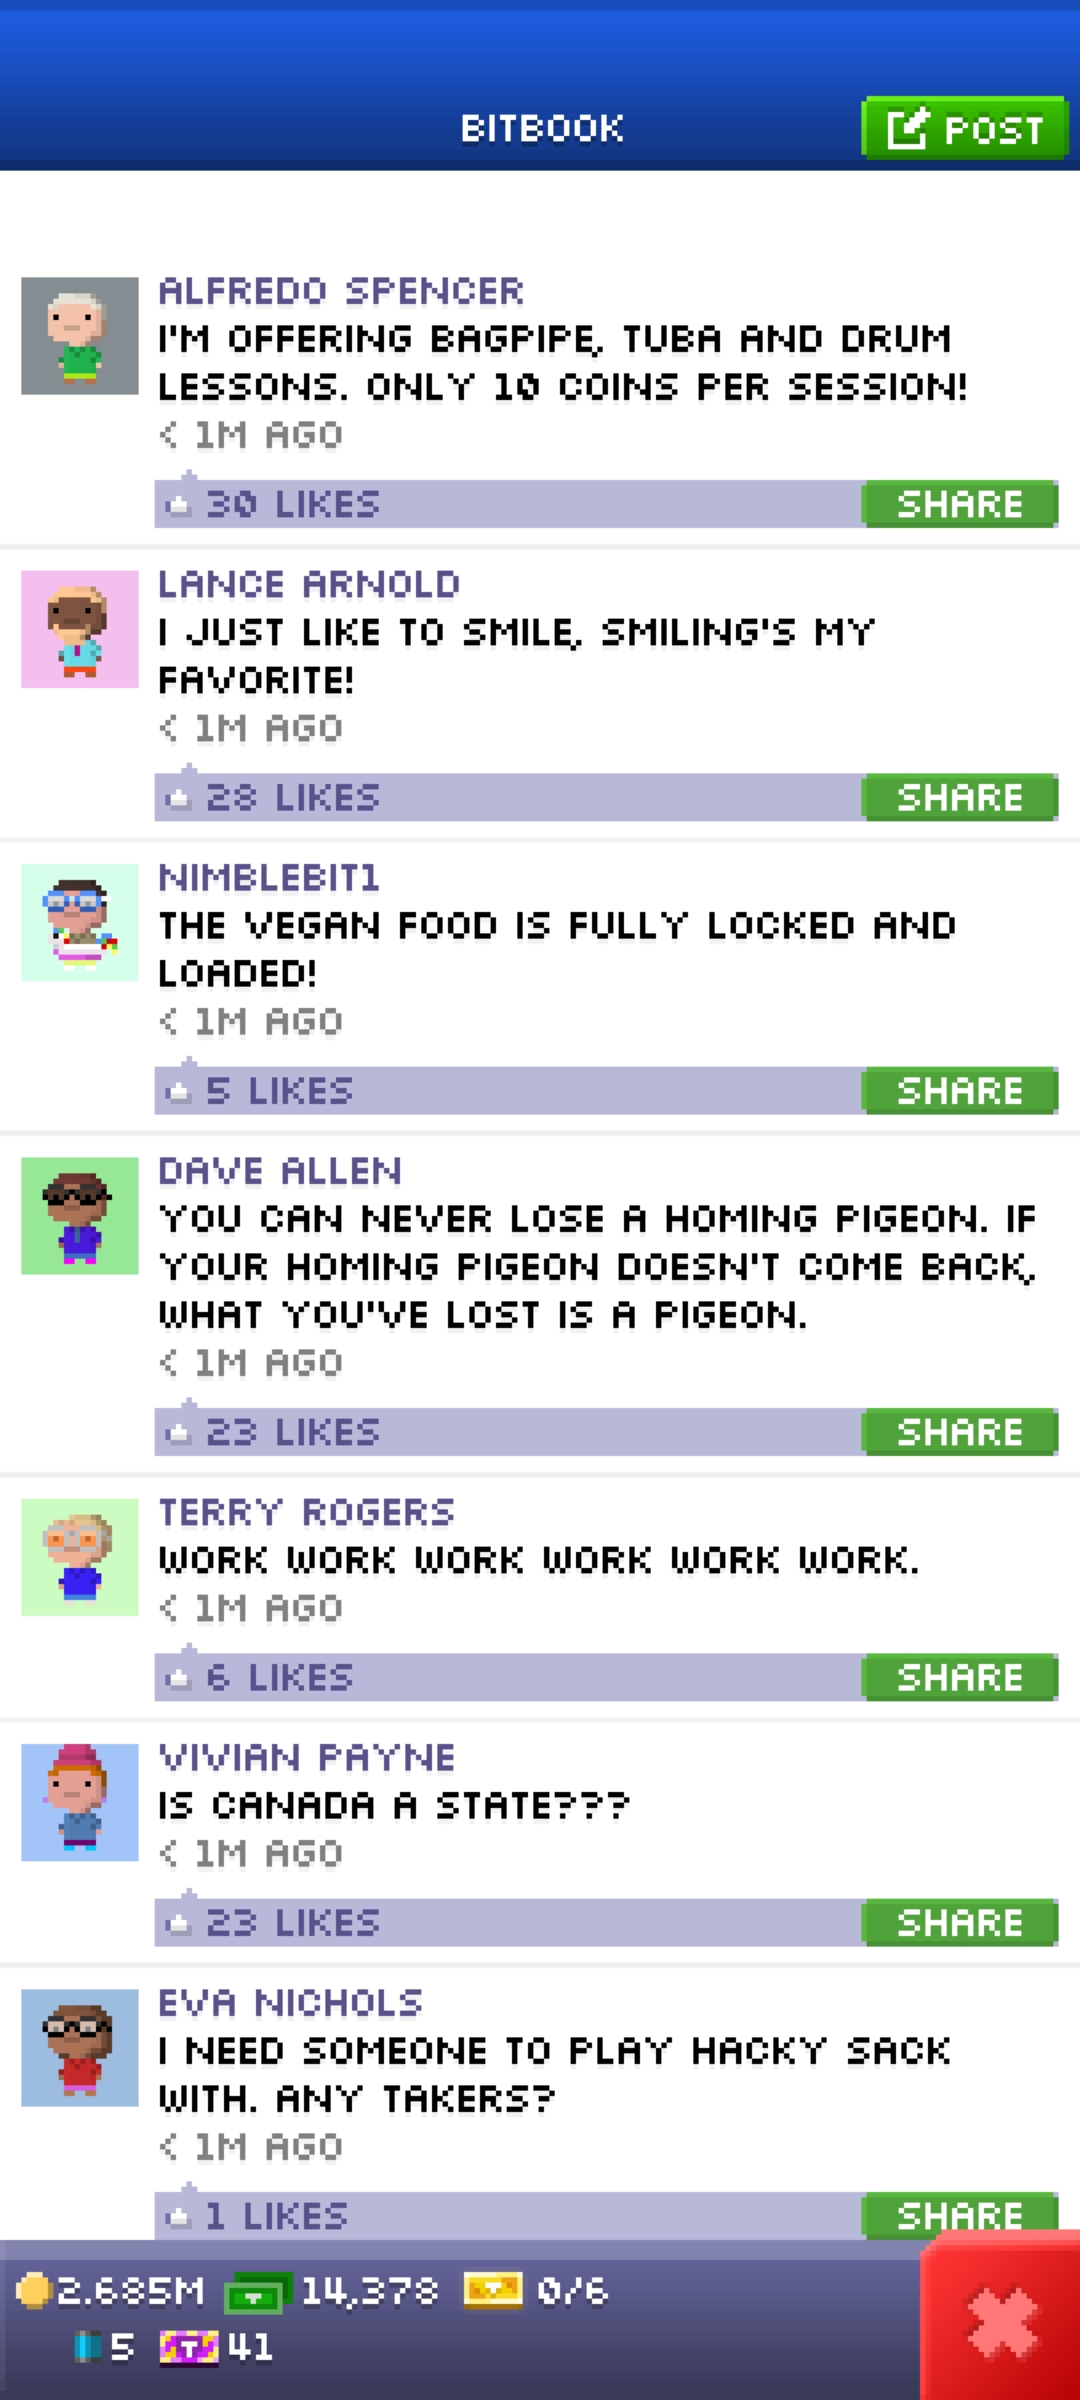 BITBOOK
POST
ALFREDO SPENCER
I'M OFFERING BAGPIPE, TUBA AND DRUM
LESSONS. ONLY 10 COINS PER SESSION!
< 1M AGO
30 LIKES
SHARE
LANCE ARNOLD
I JUST LIKE TO SMILE, SMILING'S MY
FAVORITE!
< 1M AGO
28 LIKES
SHARE
NIMBLEBIT1
THE VEGAN FOOD IS FULLY LOCKED AND
LOADED!
< 1M AGO
5 LIKES
SHARE
DAVE ALLEN
YOU CAN NEVER LOSE A HOMING PIGEON. IF
YOUR HOMING PIGEON DOESN'T COME BACK,
WHAT YOU'VE LOST IS A PIGEON.
< 1M AGO
23 LIKES
SHARE
TERRY ROGERS
WORK WORK WORK WORK WORK WORK.
< 1M AGO
6 LIKES
SHARE
VIVIAN PAYNE
IS CANADA A STATE???
< 1M AGO
23 LIKES
SHARE
EVA NICHOLS
I NEED SOMEONE TO PLAY HACKY SACK
WITH. ANY TAKERS?
< 1M AGO
1 LIKES
SHARE
2.685M 14,378 0/6
5 T 41